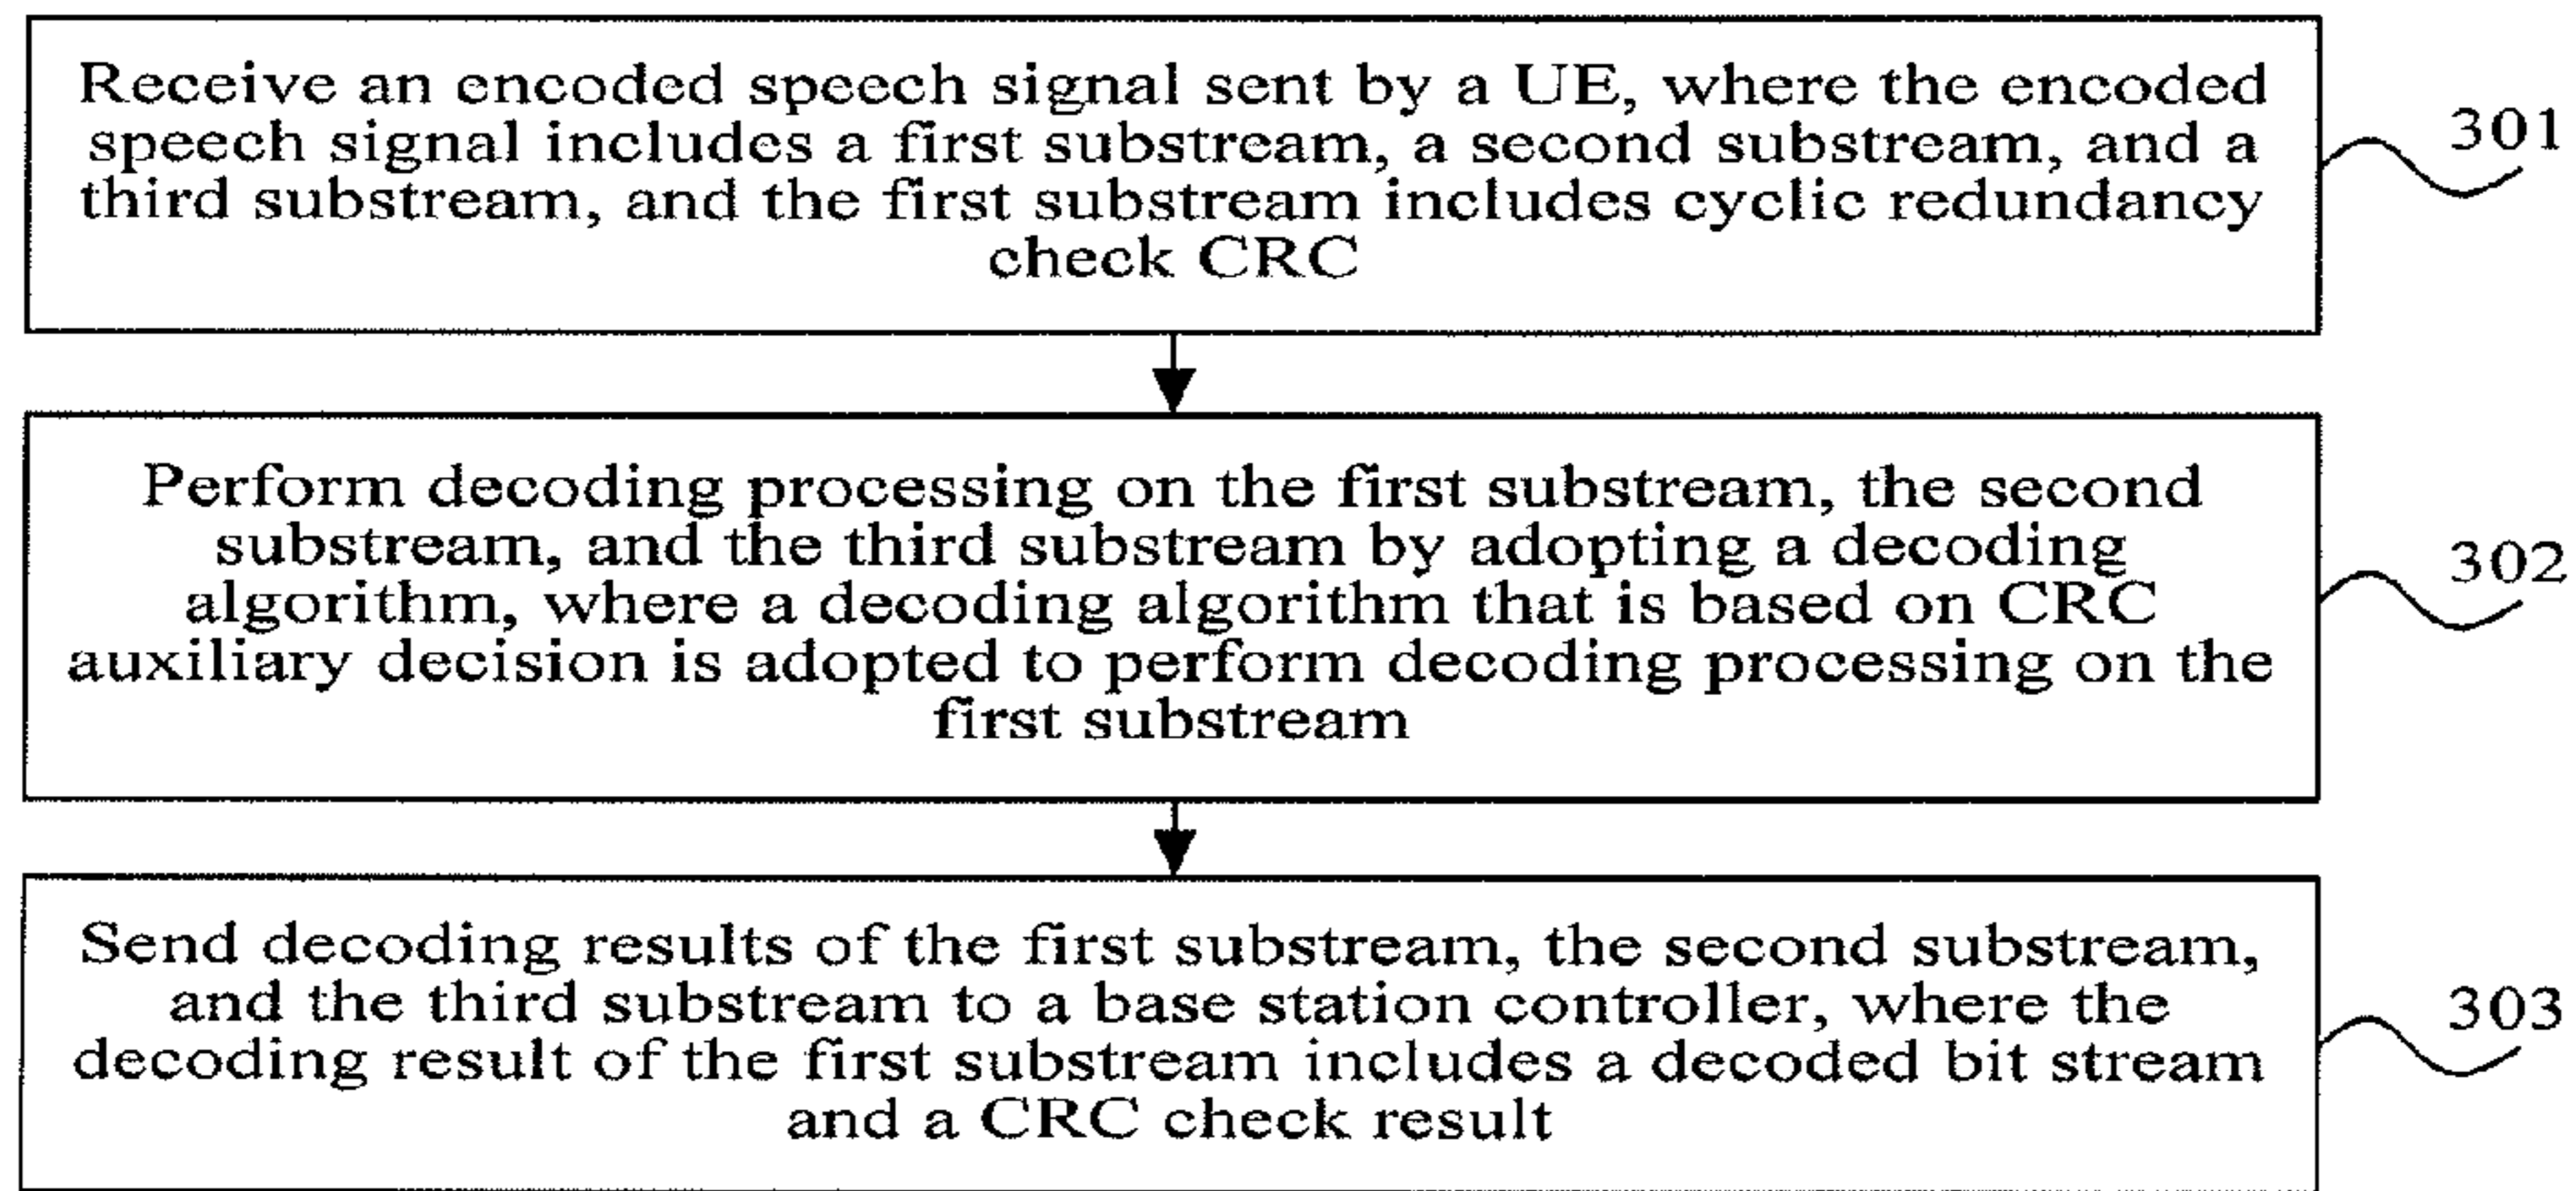 Receive an encoded speech signal sent by a UE, where the encoded
speech signal includes a first substream, a second substream, and a
third substream, and the first substream includes cyclic redundancy
check CRC
301
Perform decoding processing on the first substream, the second
substream, and the third substream by adopting a decoding
algorithm, where a decoding algorithm that is based on CRC
auxiliary decision is adopted to perform decoding processing on the
first substream
302
Send decoding results of the first substream, the second substream,
and the third substream to a base station controller, where the
decoding result of the first substream includes a decoded bit stream
and a CRC check result
303